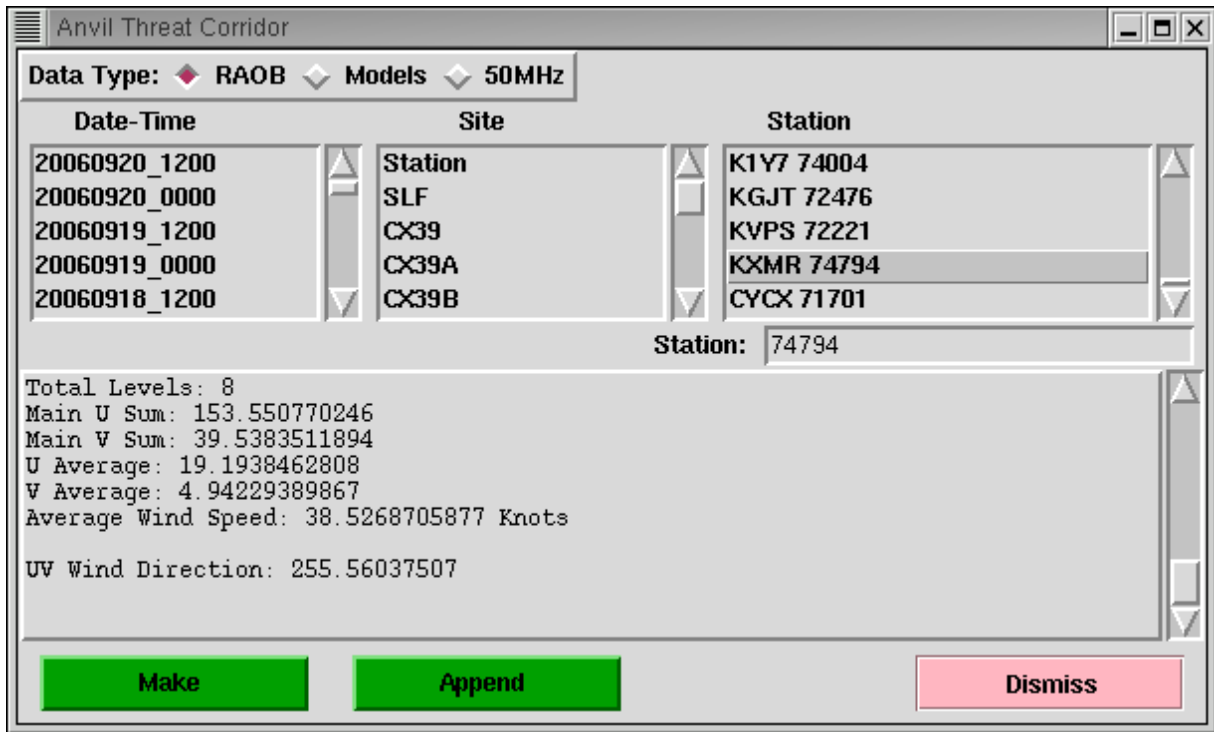 Anvil Threat Corridor
Data Type: RAOB Models 50MHz
Date-Time Site Station
20060920_1200 Station K1Y7 74004
20060920_0000 SLF KGJT 72476
20060919_1200 CX39 KVPS 72221
20060919_0000 CX39A KXMR 74794
20060918_1200 CX39B CYCX 71701
Station: 74794
Total Levels: 8
Main U Sum: 153.550770246
Main V Sum: 39.5383511894
U Average: 19.1938462808
V Average: 4.94229389867
Average Wind Speed: 38.5268705877 Knots
UV Wind Direction: 255.56037507
Make Append Dismiss